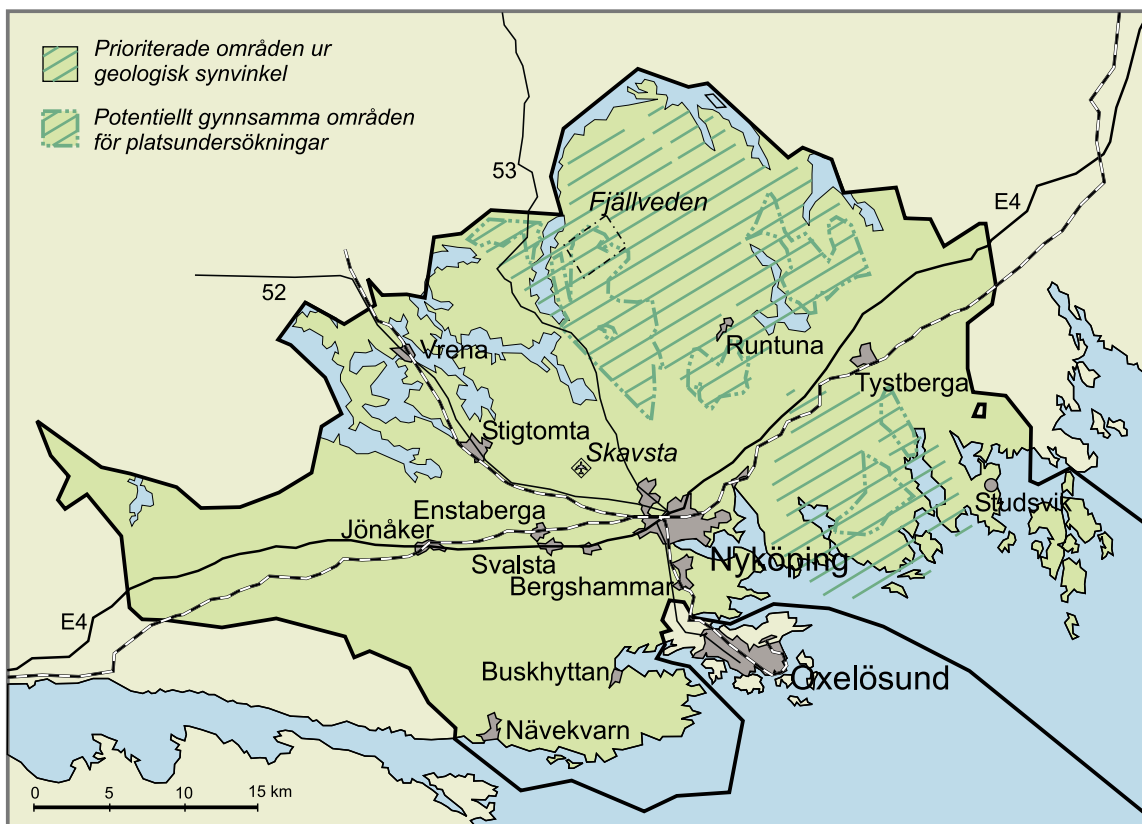 Prioriterade områden ur
geologisk synvinkel
Potentiellt gynnsamma områden
för platsundersökningar
53
E4
Fjällveden
52
Vrena
Runtuna
Tystberga
Stigtomta
Skavsta
Studsvik
Enstaberga
Jönåker
Svalsta
Nyköping
Bergshammar
E4
Buskhyttan
Oxelösund
Nävekvarn
0 5 10 15 km